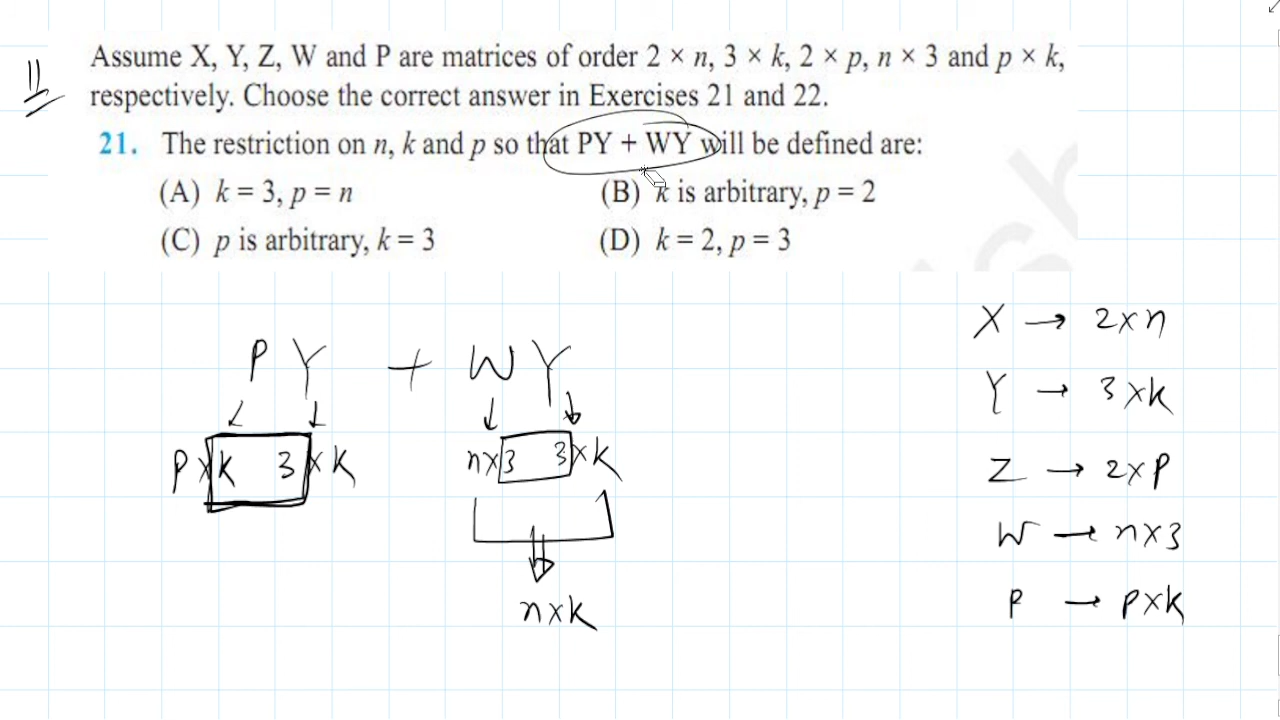 11
Assume X, Y, Z, W and P are matrices of order 2 × n, 3 × k, 2 × p, n × 3 and p × k,
respectively. Choose the correct answer in Exercises 21 and 22.
21. The restriction on n, k and p so that PY + WY will be defined are:
(A) k = 3, p = n (B) k is arbitrary, p = 2
(C) p is arbitrary, k = 3 (D) k = 2, p = 3
P Y + W Y
p × k 3 × k n × 3 3 × k
n × k
X → 2 × n
Y → 3 × k
Z → 2 × p
W → n × 3
P → p × k